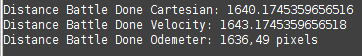 Distance Battle Done Cartesian: 1640.1745359656516
Distance Battle Done Velocity: 1643.1745359656518
Distance Battle Done Odemeter: 1636,49 pixels